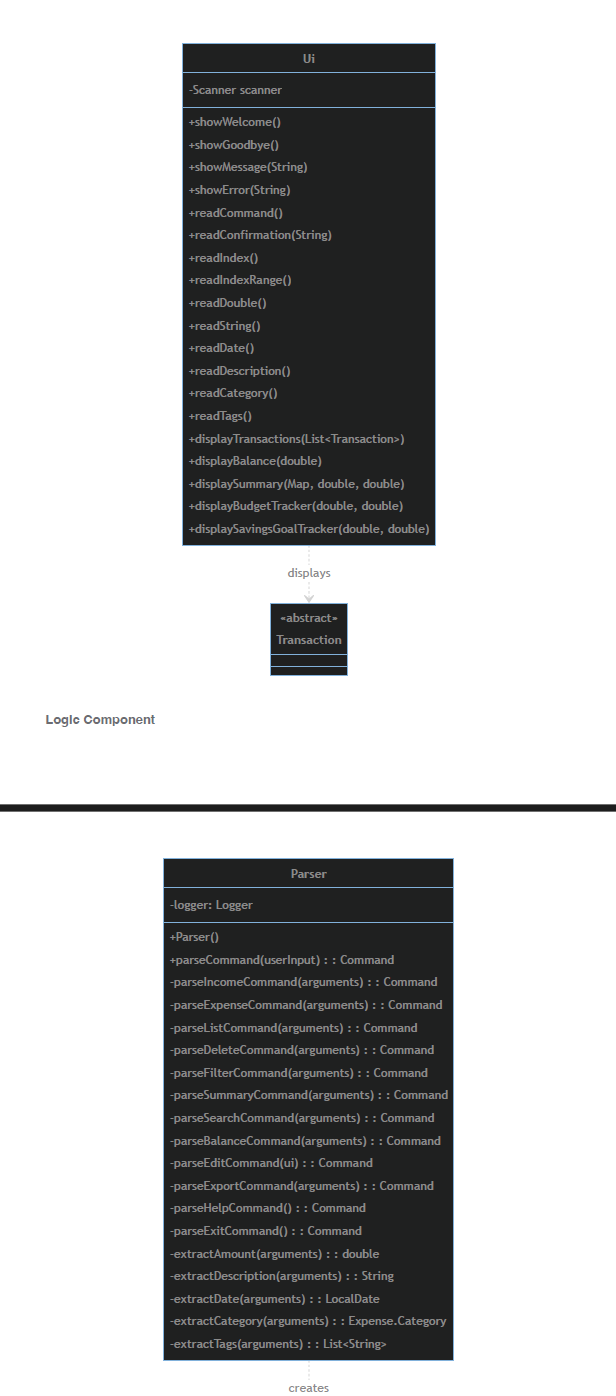 Ui
-Scanner scanner
+showWelcome()
+showGoodbye()
+showMessage(String)
+showError(String)
+readCommand()
+readConfirmation(String)
+readIndex()
+readIndexRange()
+readDouble()
+readString()
+readDate()
+readDescription()
+readCategory()
+readTags()
+displayTransactions(List<Transaction>)
+displayBalance(double)
+displaySummary(Map, double, double)
+displayBudgetTracker(double, double)
+displaySavingsGoalTracker(double, double)
displays
«abstract»
Transaction
Logic Component
Parser
-logger: Logger
+Parser()
+parseCommand(userInput) : : Command
-parseIncomeCommand(arguments) : : Command
-parseExpenseCommand(arguments) : : Command
-parseListCommand(arguments) : : Command
-parseDeleteCommand(arguments) : : Command
-parseFilterCommand(arguments) : : Command
-parseSummaryCommand(arguments) : : Command
-parseSearchCommand(arguments) : : Command
-parseBalanceCommand(arguments) : : Command
-parseEditCommand(ui) : : Command
-parseExportCommand(arguments) : : Command
-parseHelpCommand() : : Command
-parseExitCommand() : : Command
-extractAmount(arguments) : : double
-extractDescription(arguments) : : String
-extractDate(arguments) : : LocalDate
-extractCategory(arguments) : : Expense.Category
-extractTags(arguments) : : List<String>
creates